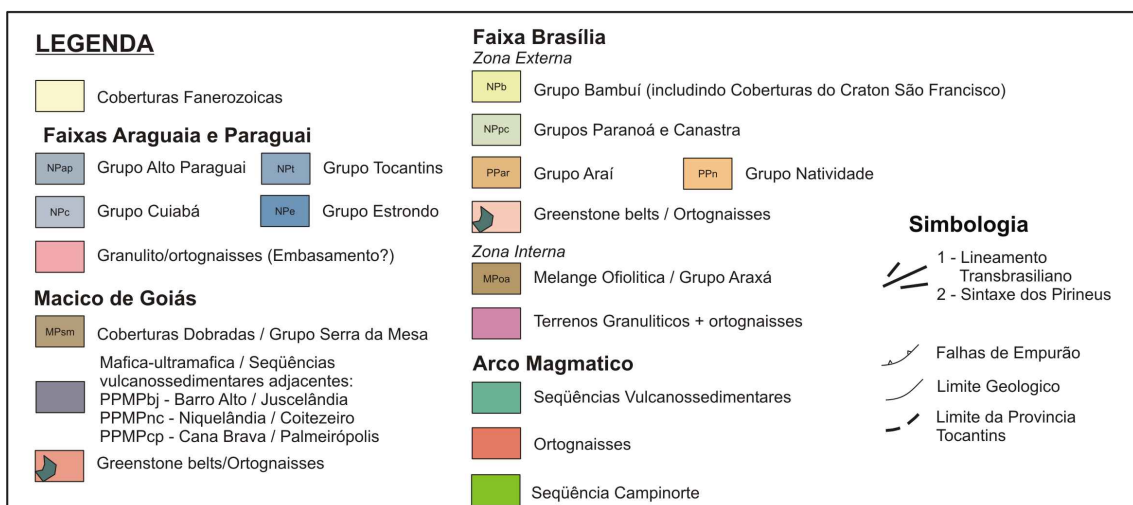 LEGENDA
Coberturas Fanerozoicas
Faixas Araguaia e Paraguai
NPap Grupo Alto Paraguai NPt Grupo Tocantins
NPc Grupo Cuiabá NPe Grupo Estrondo
Granulito/ortognaisses (Embasamento?)
Macico de Goiás
MPsm Coberturas Dobradas / Grupo Serra da Mesa
Mafica-ultramafica / Seqüências
vulcanossedimentares adjacentes:
PPMPbj - Barro Alto / Juscelândia
PPMPnc - Niquelândia / Coitezeiro
PPMPcp - Cana Brava / Palmeirópolis
Greenstone belts/Ortognaisses
Faixa Brasília
Zona Externa
NPb Grupo Bambuí (includindo Coberturas do Craton São Francisco)
NPpc Grupos Paranoá e Canastra
PPar Grupo Araí PPn Grupo Natividade
Greenstone belts / Ortognaisses
Zona Interna
MPoa Melange Ofiolitica / Grupo Araxá
Terrenos Granuliticos + ortognaisses
Arco Magmatico
Seqüências Vulcanossedimentares
Ortognaisses
Seqüência Campinorte
Simbologia
1 - Lineamento
Transbrasiliano
2 - Sintaxe dos Pirineus
Falhas de Empurão
Limite Geologico
Limite da Provincia
Tocantins